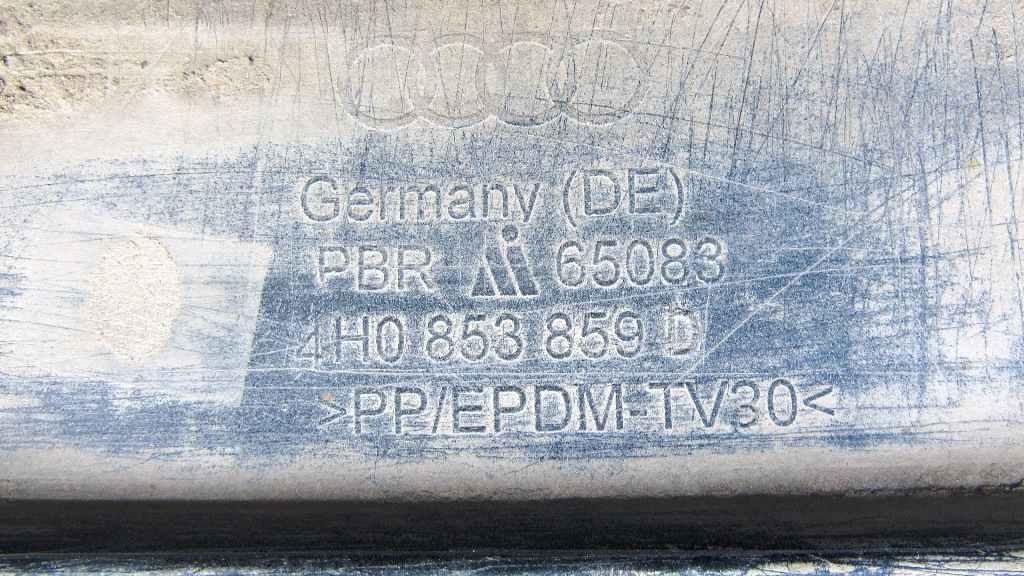 Germany (DE)
PBR 65083
4H0 853 859 D
>PP/EPDM-TV30<